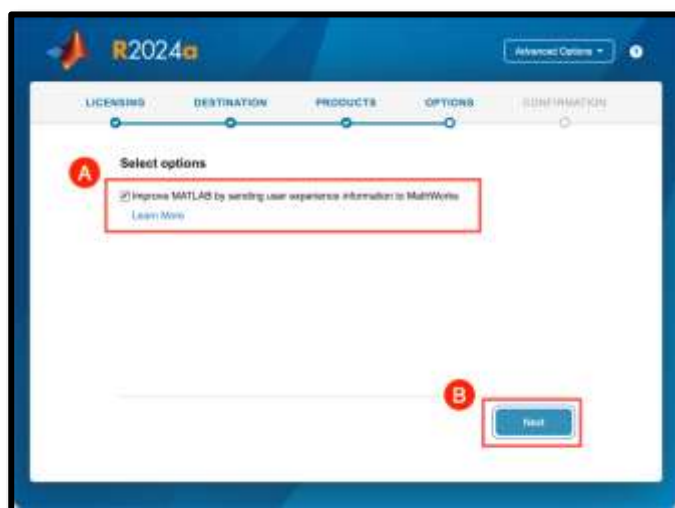 R2024a
Advanced Options
LICENSING DESTINATION PRODUCTS OPTIONS CONFIRMATION
Select options
A
Improve MATLAB by sending user experience information to MathWorks
Learn More
B
Next